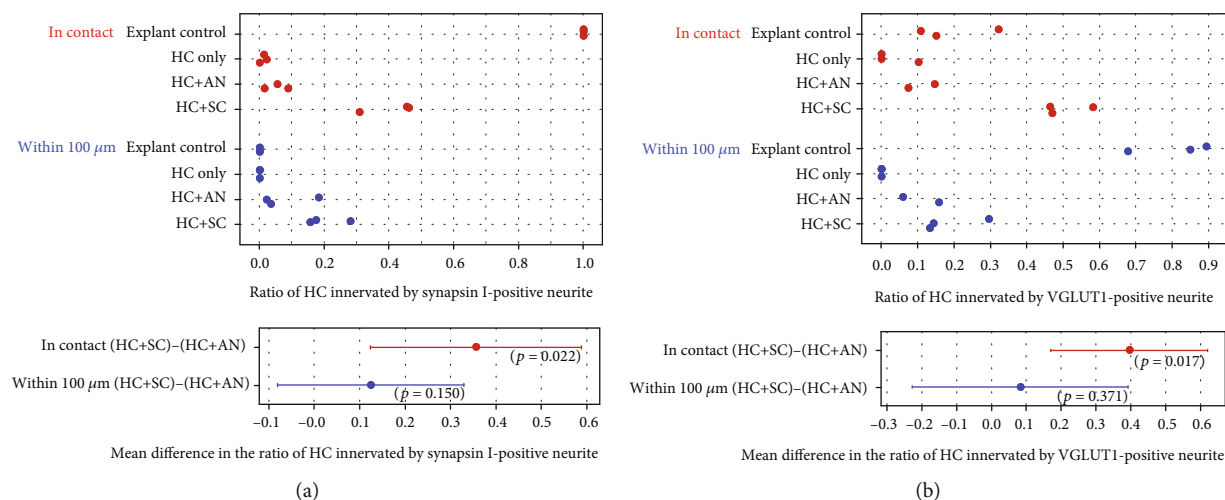 In contact Explant control
HC only
HC+AN
HC+SC
Within 100 μm Explant control
HC only
HC+AN
HC+SC
0.0 0.2 0.4 0.6 0.8 1.0
Ratio of HC innervated by synapsin I-positive neurite
In contact (HC+SC)–(HC+AN)
(p = 0.022)
Within 100 μm (HC+SC)–(HC+AN)
(p = 0.150)
–0.1 –0.0 0.1 0.2 0.3 0.4 0.5 0.6
Mean difference in the ratio of HC innervated by synapsin I-positive neurite
(a)
In contact Explant control
HC only
HC+AN
HC+SC
Within 100 μm Explant control
HC only
HC+AN
HC+SC
0.0 0.1 0.2 0.3 0.4 0.5 0.6 0.7 0.8 0.9
Ratio of HC innervated by VGLUT1-positive neurite
In contact (HC+SC)–(HC+AN)
(p = 0.017)
Within 100 μm (HC+SC)–(HC+AN)
(p = 0.371)
–0.3 –0.2 –0.1 0.0 0.1 0.2 0.3 0.4 0.5 0.6
Mean difference in the ratio of HC innervated by VGLUT1-positive neurite
(b)